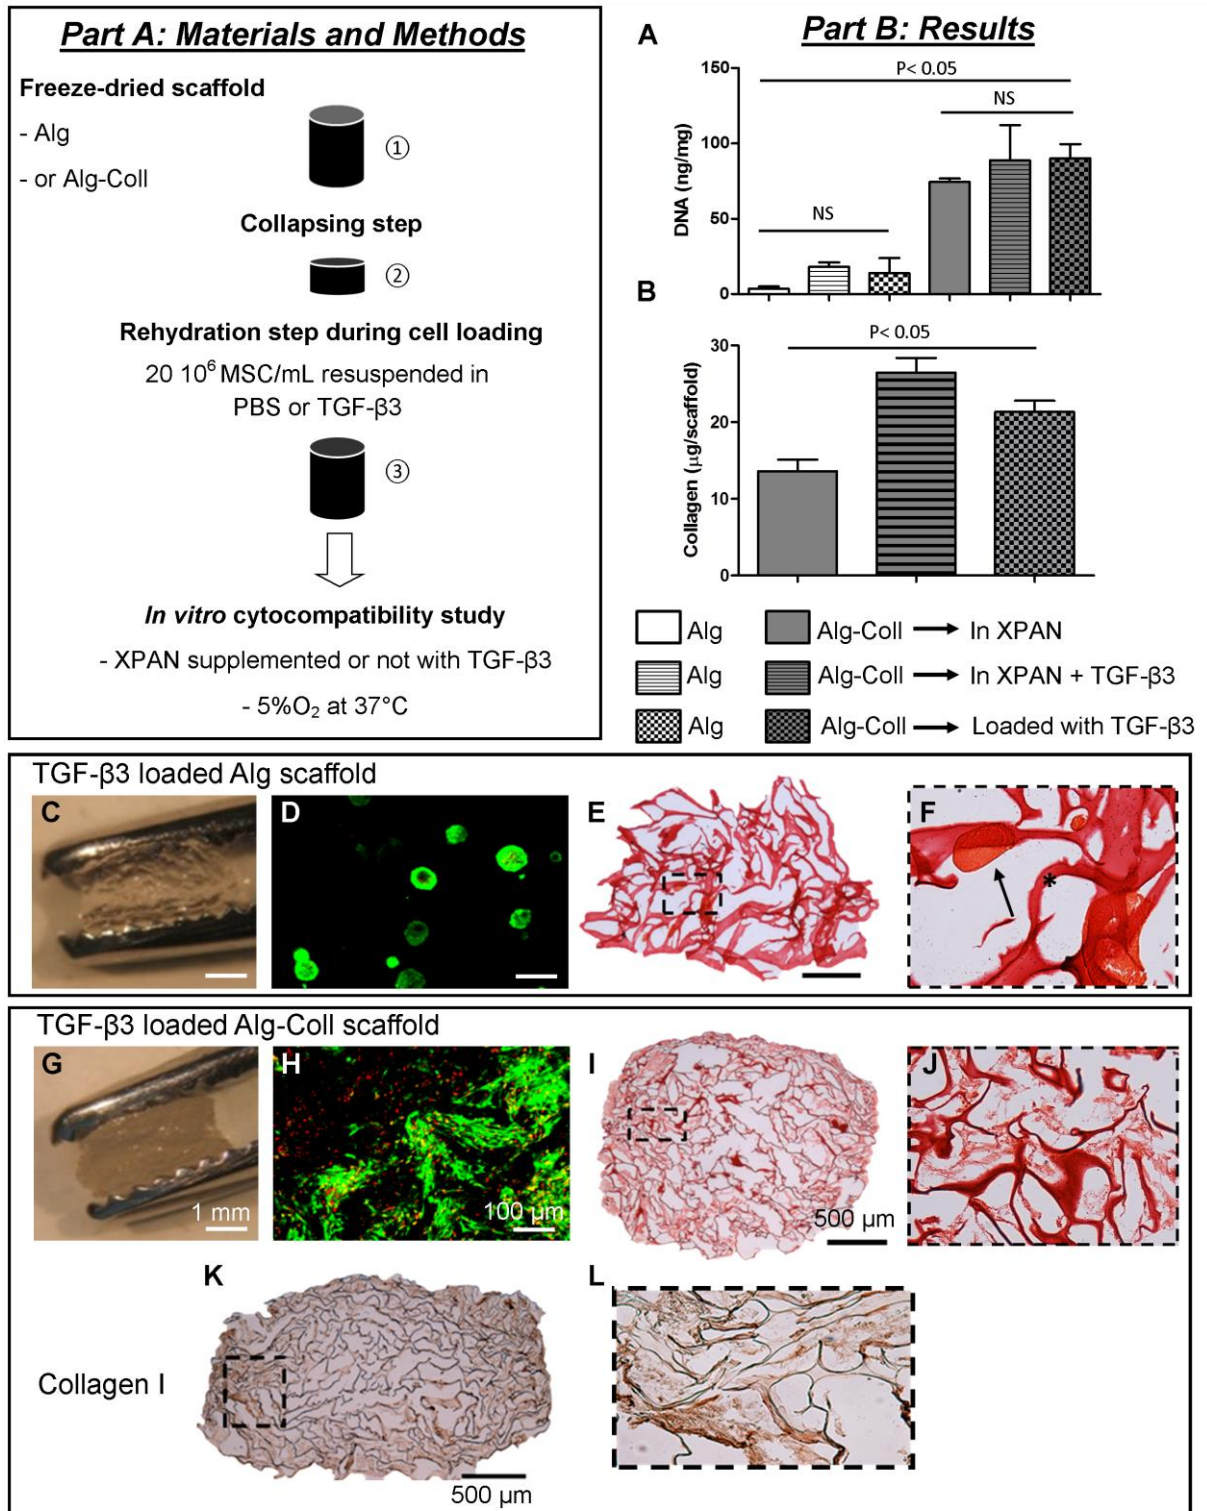 Part A: Materials and Methods
Freeze-dried scaffold
- Alg
- or Alg-Coll
①
Collapsing step
②
Rehydration step during cell loading
20 10⁶ MSC/mL resuspended in
PBS or TGF-β3
③
In vitro cytocompatibility study
- XPAN supplemented or not with TGF-β3
- 5%O₂ at 37°C
Part B: Results
A
P< 0.05
NS
NS
DNA (ng/mg)
150
100
50
0
B
P< 0.05
Collagen (µg/scaffold)
30
20
10
0
Alg Alg-Coll In XPAN
Alg Alg-Coll In XPAN + TGF-β3
Alg Alg-Coll Loaded with TGF-β3
TGF-β3 loaded Alg scaffold
C D E F
*
TGF-β3 loaded Alg-Coll scaffold
G H I J
1 mm 100 µm 500 µm
K L
Collagen I
500 µm